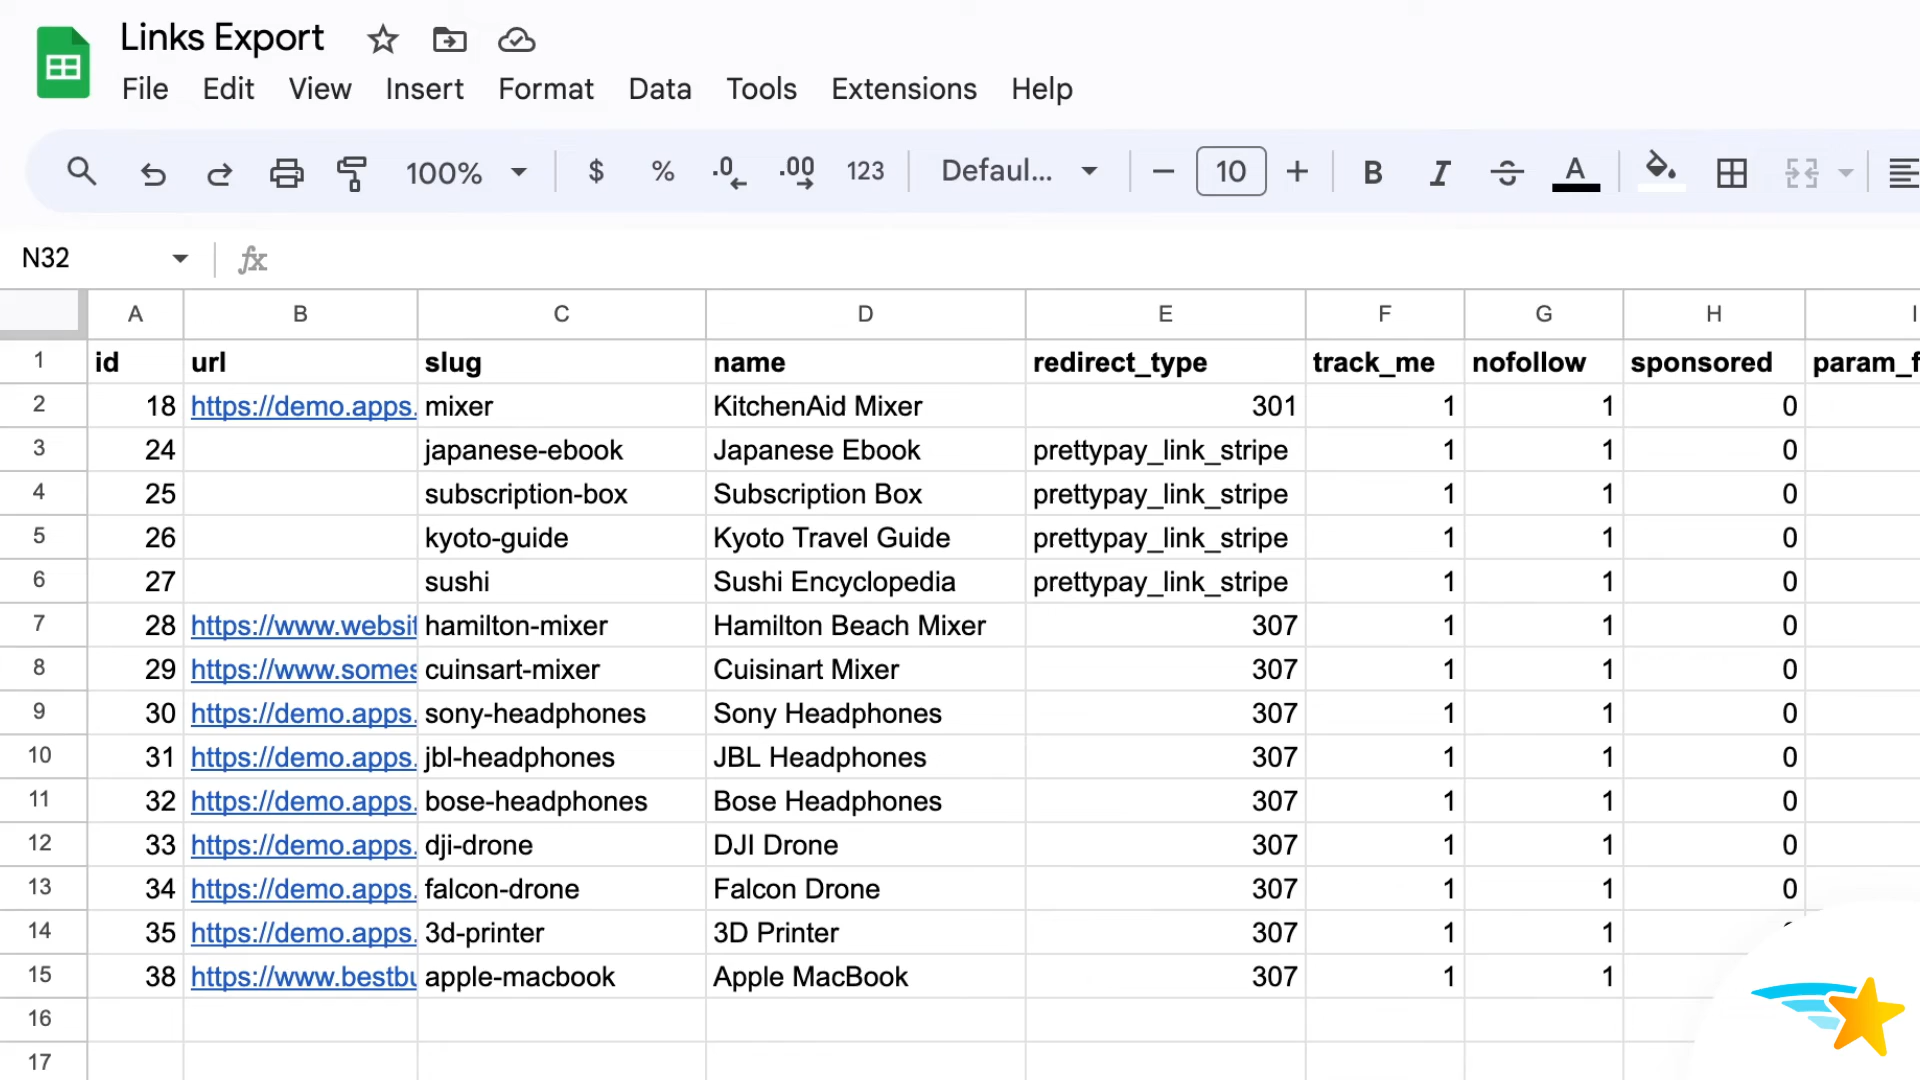 Links Export
File Edit View Insert Format Data Tools Extensions Help
100% $ % .0 .00 123 Defaul... 10 B I S A
N32 fx
A B C D E F G H I
1 id url slug name redirect_type track_me nofollow sponsored param_f
2 18 https://demo.apps. mixer KitchenAid Mixer 301 1 1 0
3 24 japanese-ebook Japanese Ebook prettypay_link_stripe 1 1 0
4 25 subscription-box Subscription Box prettypay_link_stripe 1 1 0
5 26 kyoto-guide Kyoto Travel Guide prettypay_link_stripe 1 1 0
6 27 sushi Sushi Encyclopedia prettypay_link_stripe 1 1 0
7 28 https://www.websit hamilton-mixer Hamilton Beach Mixer 307 1 1 0
8 29 https://www.somes cuinsart-mixer Cuisinart Mixer 307 1 1 0
9 30 https://demo.apps. sony-headphones Sony Headphones 307 1 1 0
10 31 https://demo.apps. jbl-headphones JBL Headphones 307 1 1 0
11 32 https://demo.apps. bose-headphones Bose Headphones 307 1 1 0
12 33 https://demo.apps. dji-drone DJI Drone 307 1 1 0
13 34 https://demo.apps. falcon-drone Falcon Drone 307 1 1 0
14 35 https://demo.apps. 3d-printer 3D Printer 307 1 1
15 38 https://www.bestbu apple-macbook Apple MacBook 307 1 1
16
17